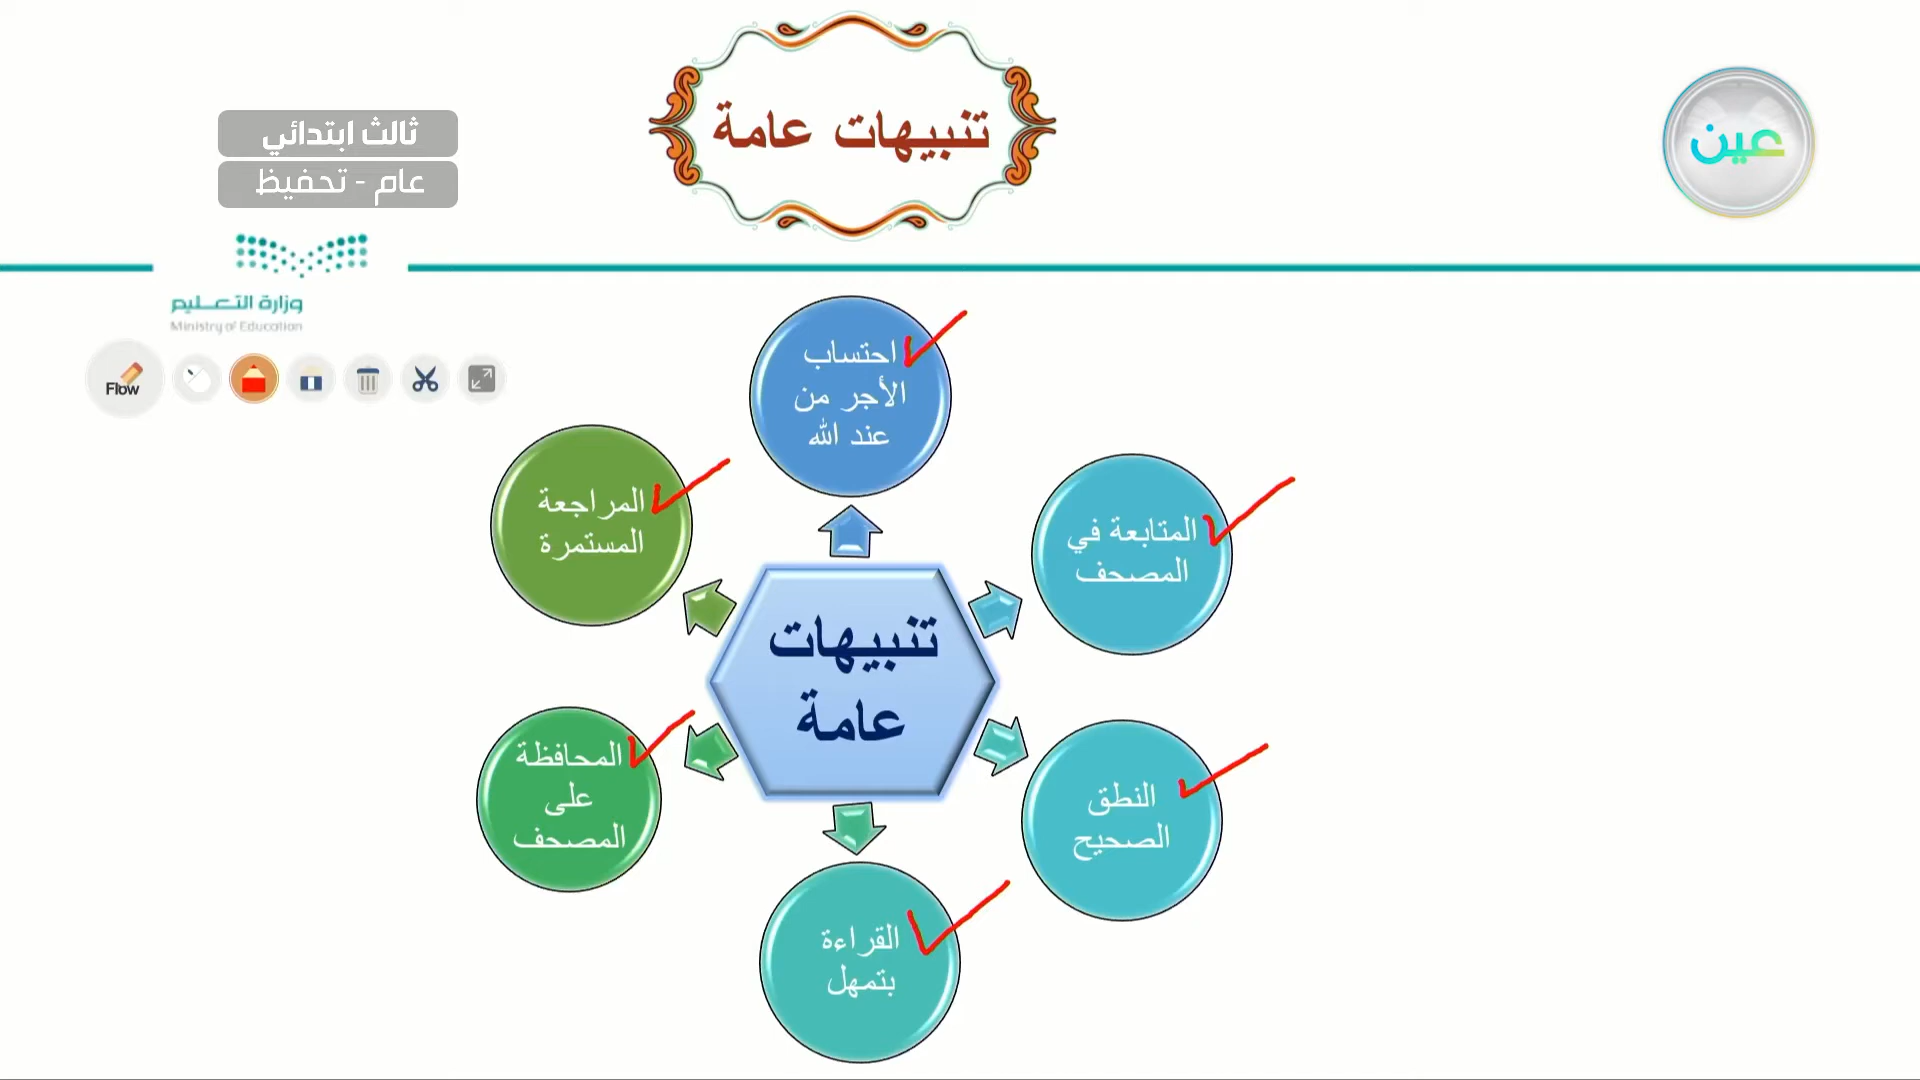 تنبيهات عامة
عين
ثالث ابتدائي
عام - تحفيظ
وزارة التعـــليم
Ministry of Education
Flow
احتساب
الأجر من
عند الله
المتابعة في
المصحف
النطق
الصحيح
القراءة
بتمهل
المحافظة
على
المصحف
المراجعة
المستمرة
تنبيهات
عامة